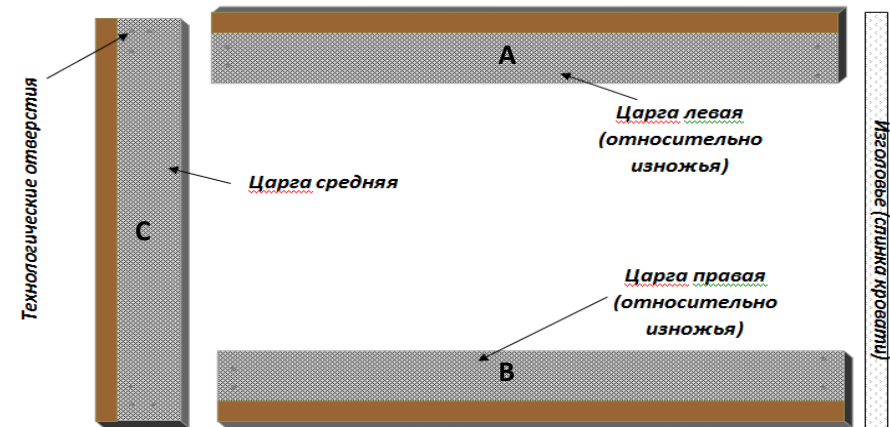 Технологические отверстия
А
Царга левая
(относительно
изножья)
Царга средняя
С
Царга правая
(относительно
изножья)
В
Изголовье (спинка кровати)